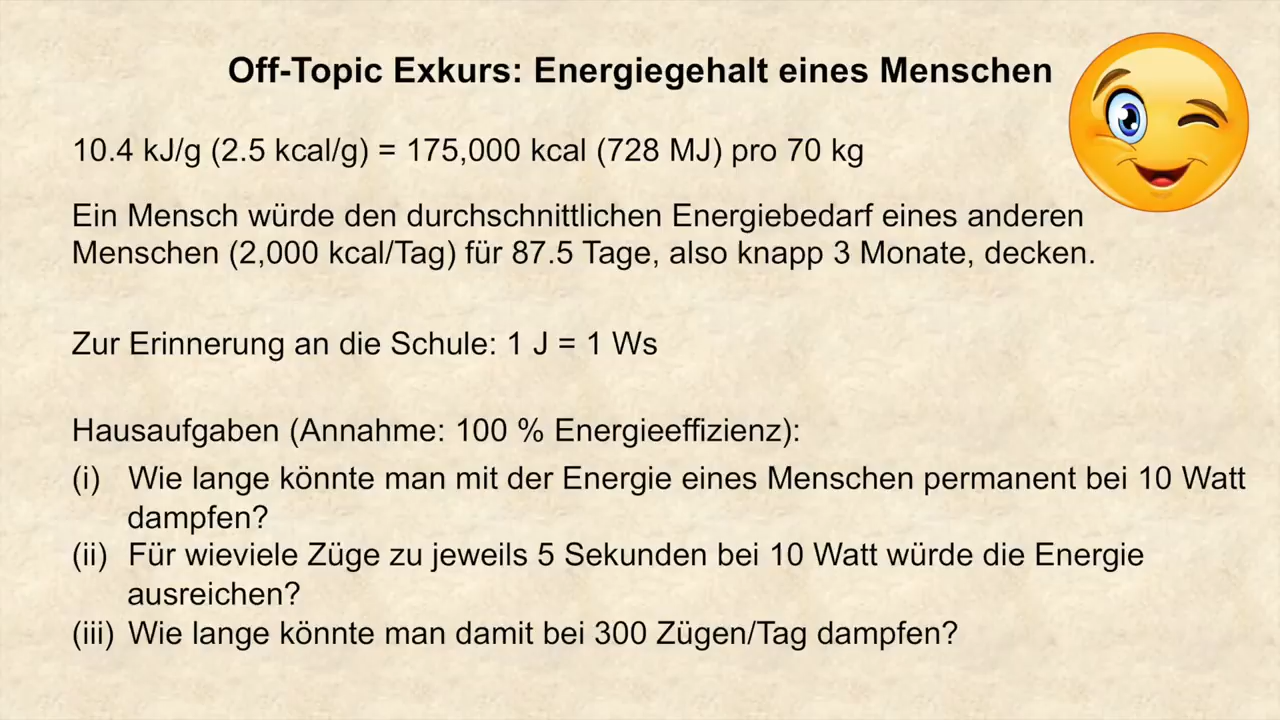 Off-Topic Exkurs: Energiegehalt eines Menschen
10.4 kJ/g (2.5 kcal/g) = 175,000 kcal (728 MJ) pro 70 kg
Ein Mensch würde den durchschnittlichen Energiebedarf eines anderen
Menschen (2,000 kcal/Tag) für 87.5 Tage, also knapp 3 Monate, decken.
Zur Erinnerung an die Schule: 1 J = 1 Ws
Hausaufgaben (Annahme: 100 % Energieeffizienz):
(i) Wie lange könnte man mit der Energie eines Menschen permanent bei 10 Watt
dampfen?
(ii) Für wieviele Züge zu jeweils 5 Sekunden bei 10 Watt würde die Energie
ausreichen?
(iii) Wie lange könnte man damit bei 300 Zügen/Tag dampfen?